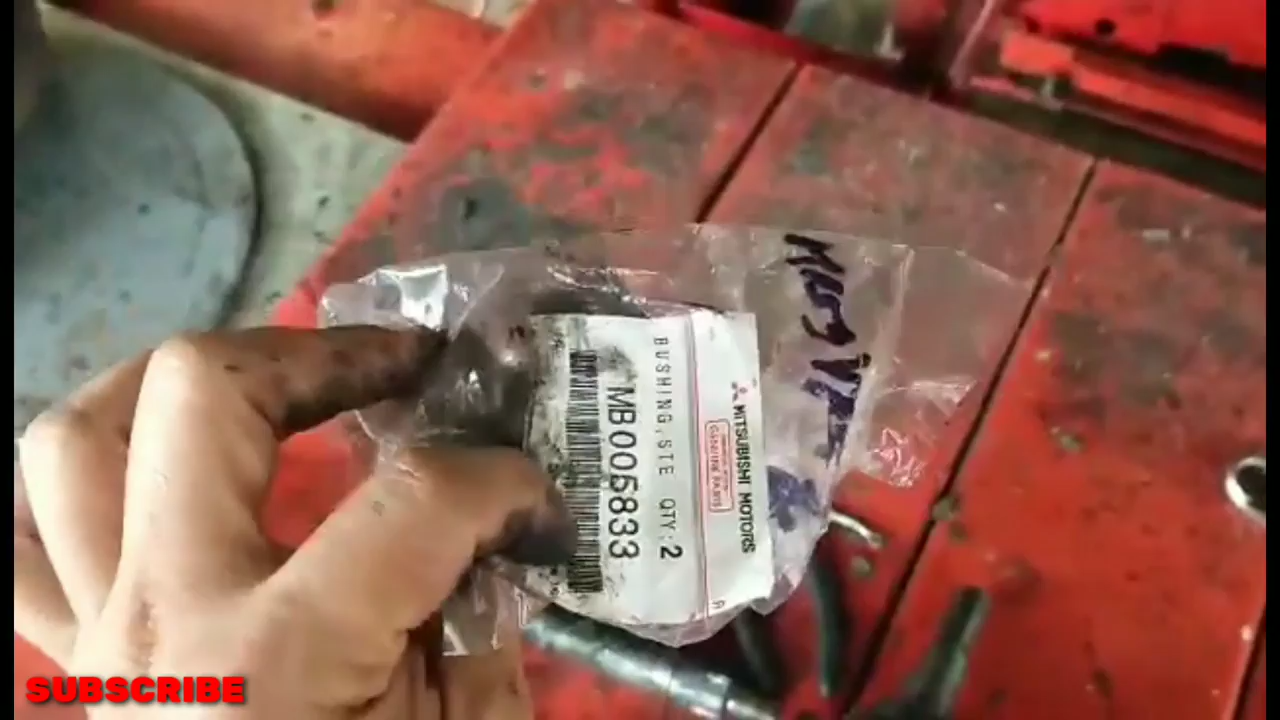 MITSUBISHI MOTORS
GENUINE PARTS
BUSHING,STE QTY:2
MB005833
SUBSCRIBE